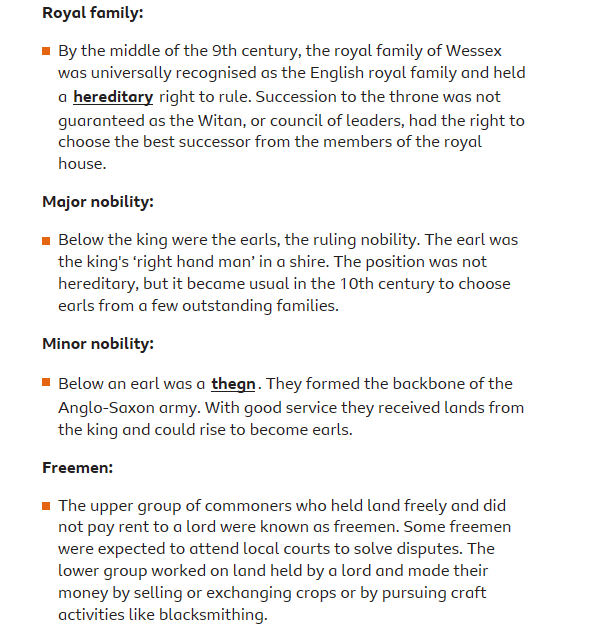 Royal family:
By the middle of the 9th century, the royal family of Wessex
was universally recognised as the English royal family and held
a hereditary right to rule. Succession to the throne was not
guaranteed as the Witan, or council of leaders, had the right to
choose the best successor from the members of the royal
house.
Major nobility:
Below the king were the earls, the ruling nobility. The earl was
the king's ‘right hand man’ in a shire. The position was not
hereditary, but it became usual in the 10th century to choose
earls from a few outstanding families.
Minor nobility:
Below an earl was a thegn. They formed the backbone of the
Anglo-Saxon army. With good service they received lands from
the king and could rise to become earls.
Freemen:
The upper group of commoners who held land freely and did
not pay rent to a lord were known as freemen. Some freemen
were expected to attend local courts to solve disputes. The
lower group worked on land held by a lord and made their
money by selling or exchanging crops or by pursuing craft
activities like blacksmithing.